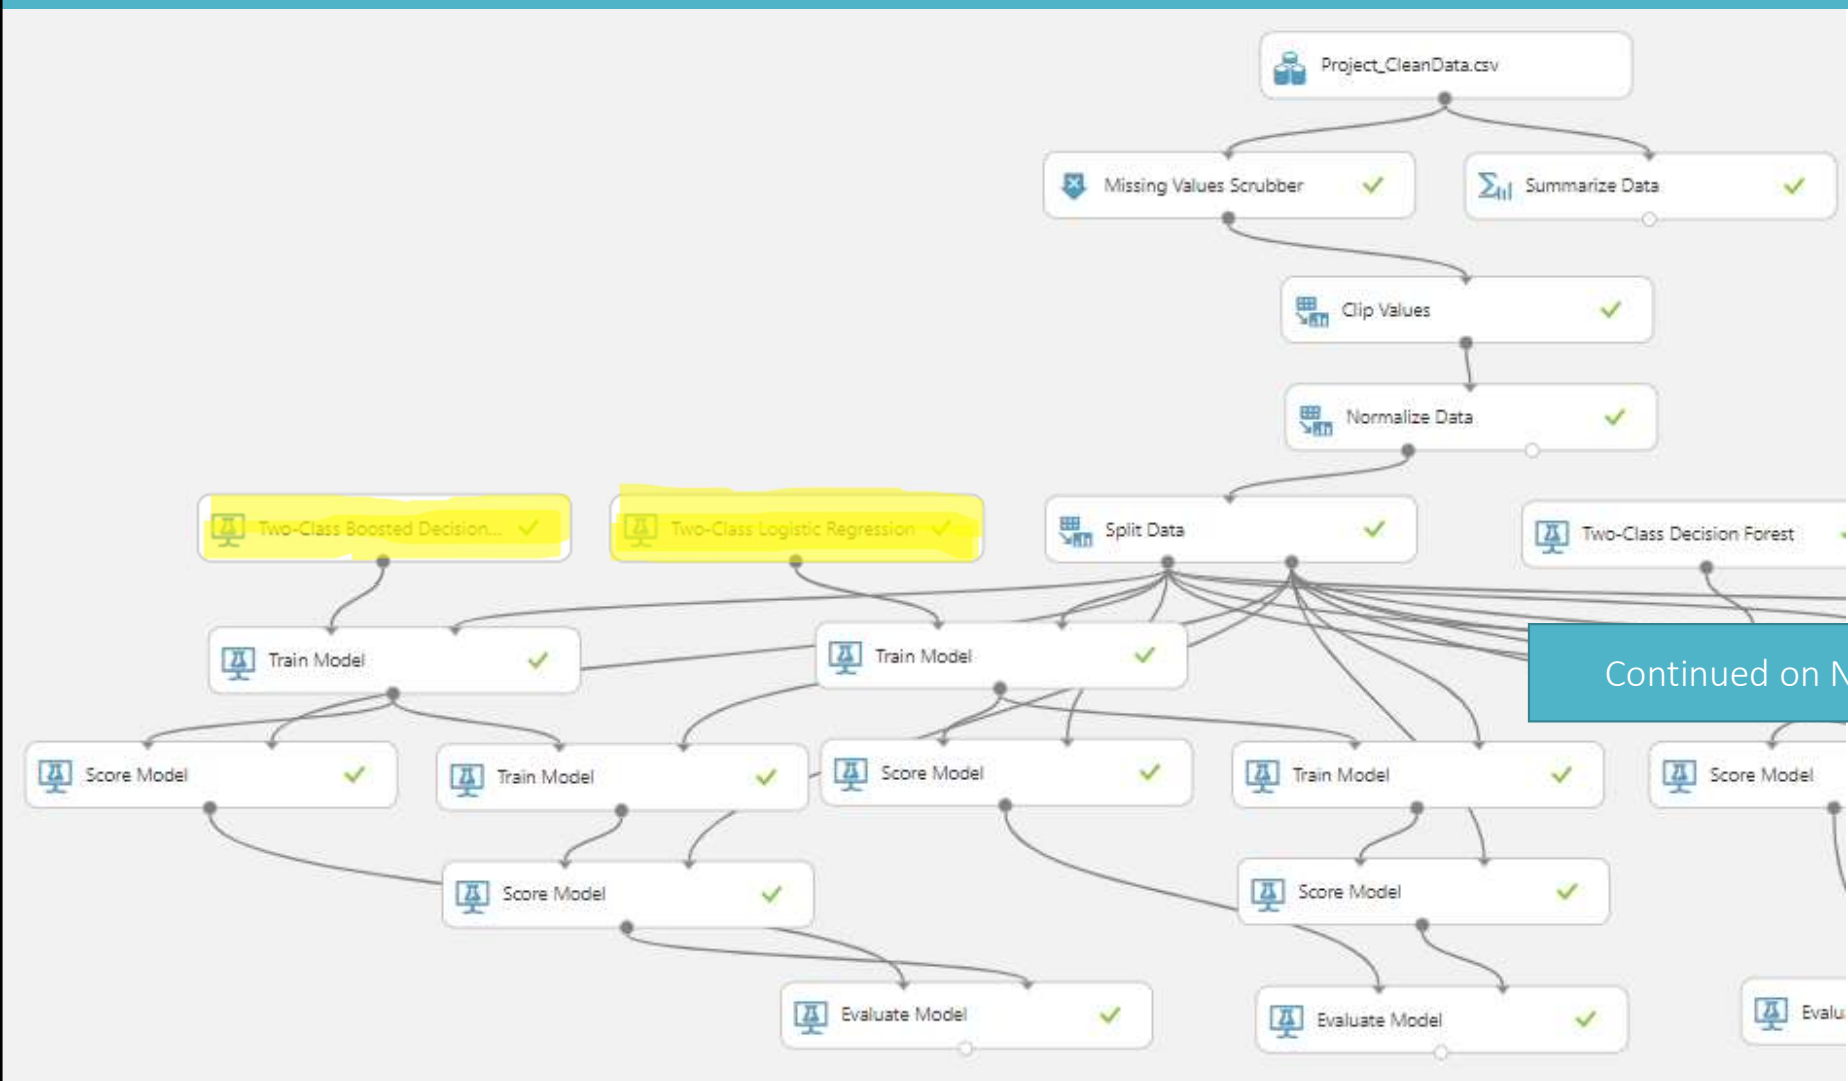 Project_CleanData.csv
Missing Values Scrubber
Summarize Data
Clip Values
Normalize Data
Two-Class Boosted Decision...
Two-Class Logistic Regression
Split Data
Two-Class Decision Forest
Train Model
Train Model
Continued on N
Score Model
Train Model
Score Model
Train Model
Score Model
Score Model
Score Model
Evaluate Model
Evaluate Model
Evalu